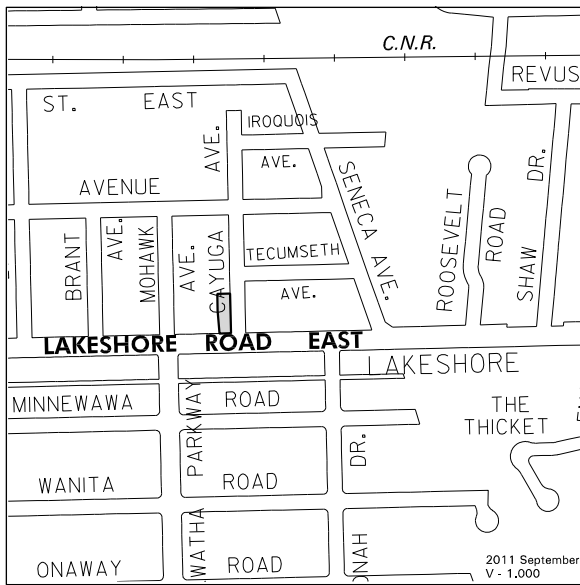 C.N.R.
REVUS
ST. EAST
IROQUOIS
AVE.
AVE.
AVENUE
SENECA AVE.
ROOSEVELT ROAD
SHAW DR.
BRANT AVE.
MOHAWK AVE.
CAYUGA
TECUMSETH
AVE.
LAKESHORE ROAD EAST
LAKESHORE
MINNEWAWA ROAD
PARKWAY
THE
THICKET
DR.
WANITA ROAD
ONAWAY ROAD
WATHA
ONAH
2011 September
V - 1.000